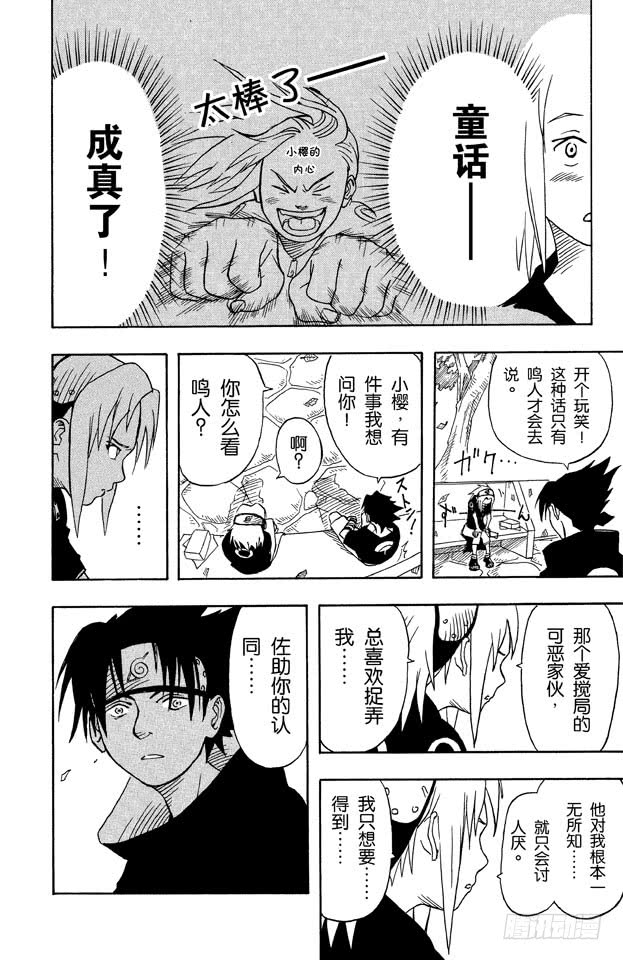 童话——
太棒了——
小樱的
内心
成真了！
开个玩笑！
这种话只有
鸣人才会去
说。
ガク…
ず…ん
小樱，有
件事我想
问你！
ストン
啊？
你怎么看
鸣人？
……
那个爱搅局的
可恶家伙，
总喜欢捉弄
我……
佐助你的认
同……
他对我根本一
无所知……
就只会讨
人厌。
我只想要……
得到……